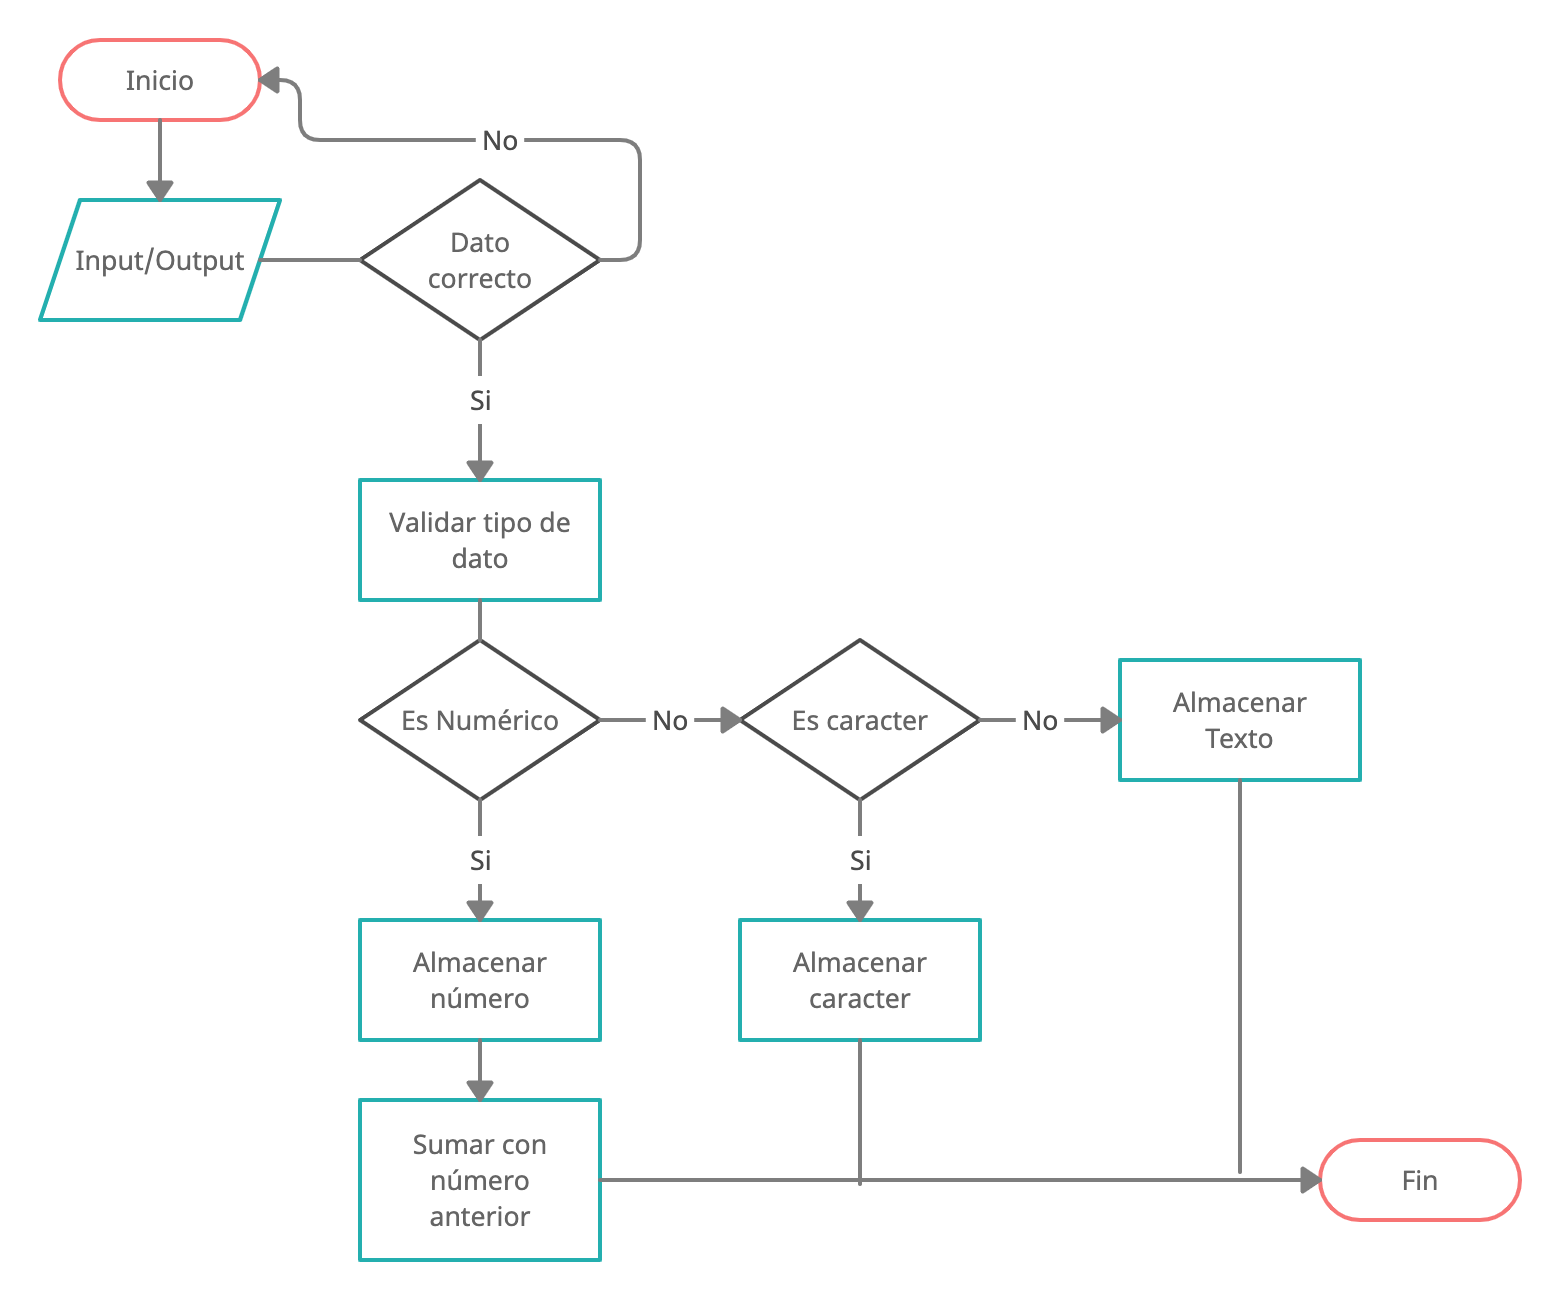 Inicio
No
Input/Output
Dato
correcto
Si
Validar tipo de
dato
Es Numérico
No
Es caracter
No
Almacenar
Texto
Si
Si
Almacenar
número
Almacenar
caracter
Sumar con
número
anterior
Fin